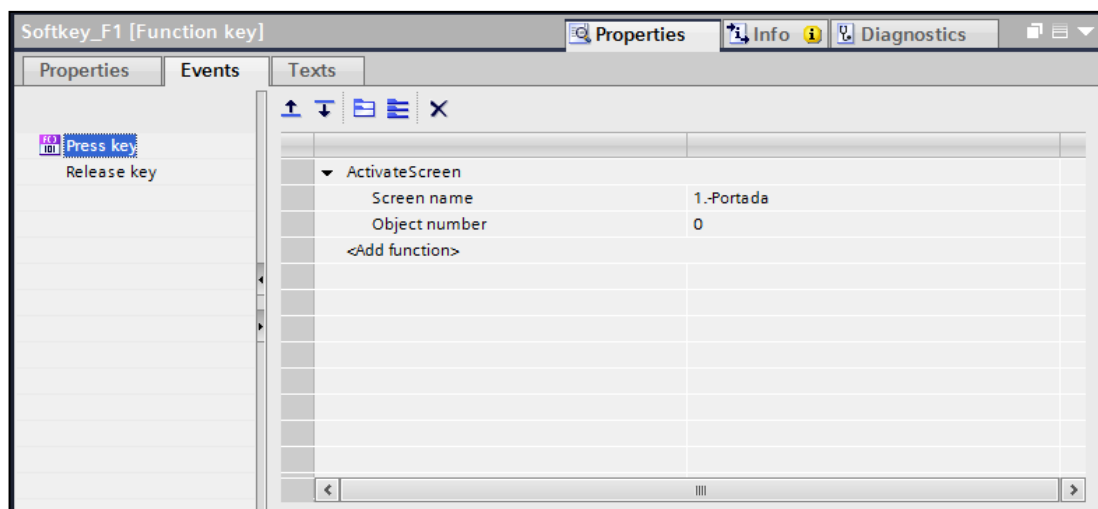 Softkey_F1 [Function key]
Properties
Info
Diagnostics
Properties
Events
Texts
Press key
Release key
ActivateScreen
Screen name
1.-Portada
Object number
0
<Add function>